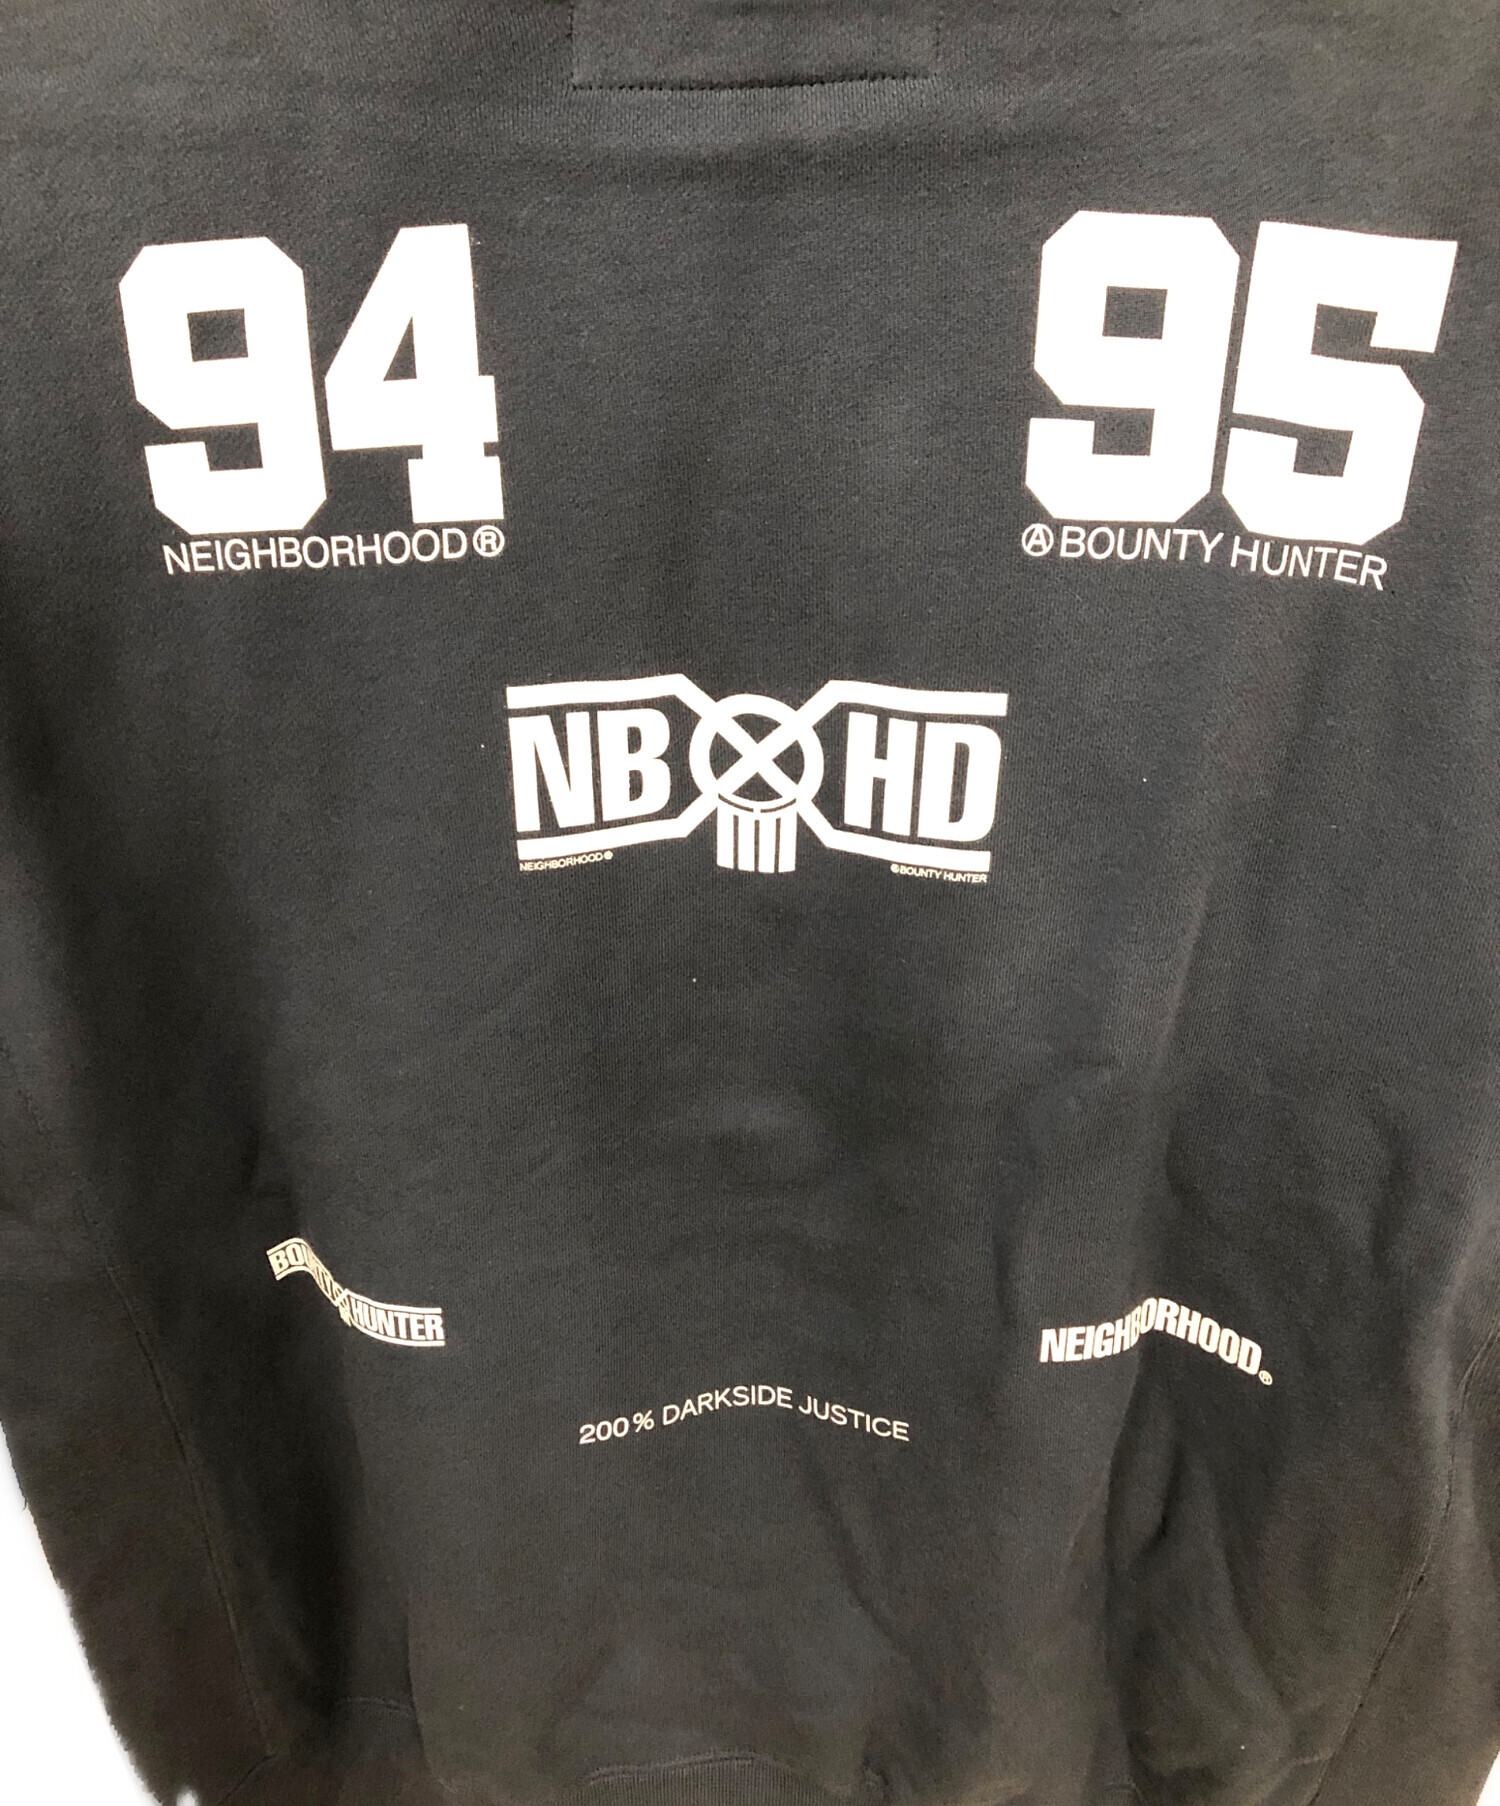 94
95
NEIGHBORHOOD®
Ⓐ BOUNTY HUNTER
NB HD
NEIGHBORHOOD®
Ⓐ BOUNTY HUNTER
BOUNTY HUNTER
NEIGHBORHOOD®
200% DARKSIDE JUSTICE